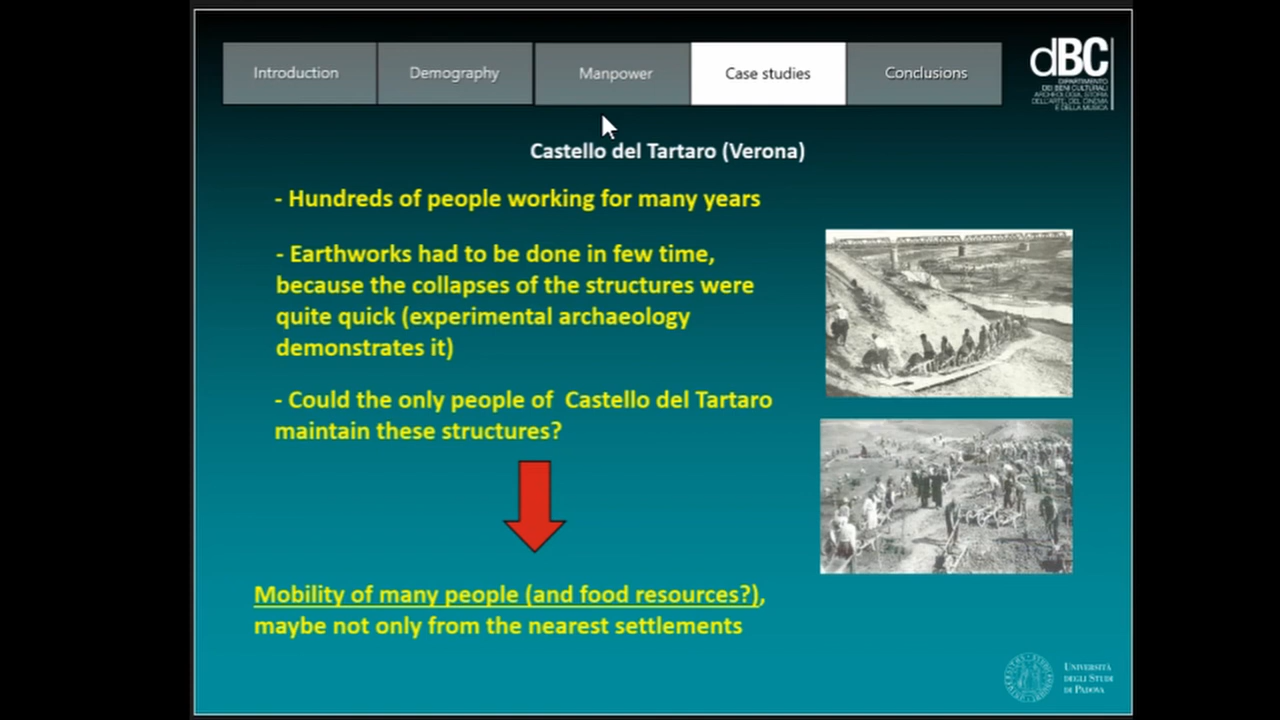 Introduction
Demography
Manpower
Case studies
Conclusions
dBC
DIPARTIMENTO
DEI BENI CULTURALI
ARCHEOLOGIA, STORIA
DELL'ARTE, DEL CINEMA
E DELLA MUSICA
Castello del Tartaro (Verona)
- Hundreds of people working for many years
- Earthworks had to be done in few time,
because the collapses of the structures were
quite quick (experimental archaeology
demonstrates it)
- Could the only people of Castello del Tartaro
maintain these structures?
Mobility of many people (and food resources?),
maybe not only from the nearest settlements
UNIVERSITÀ
DEGLI STUDI
DI PADOVA